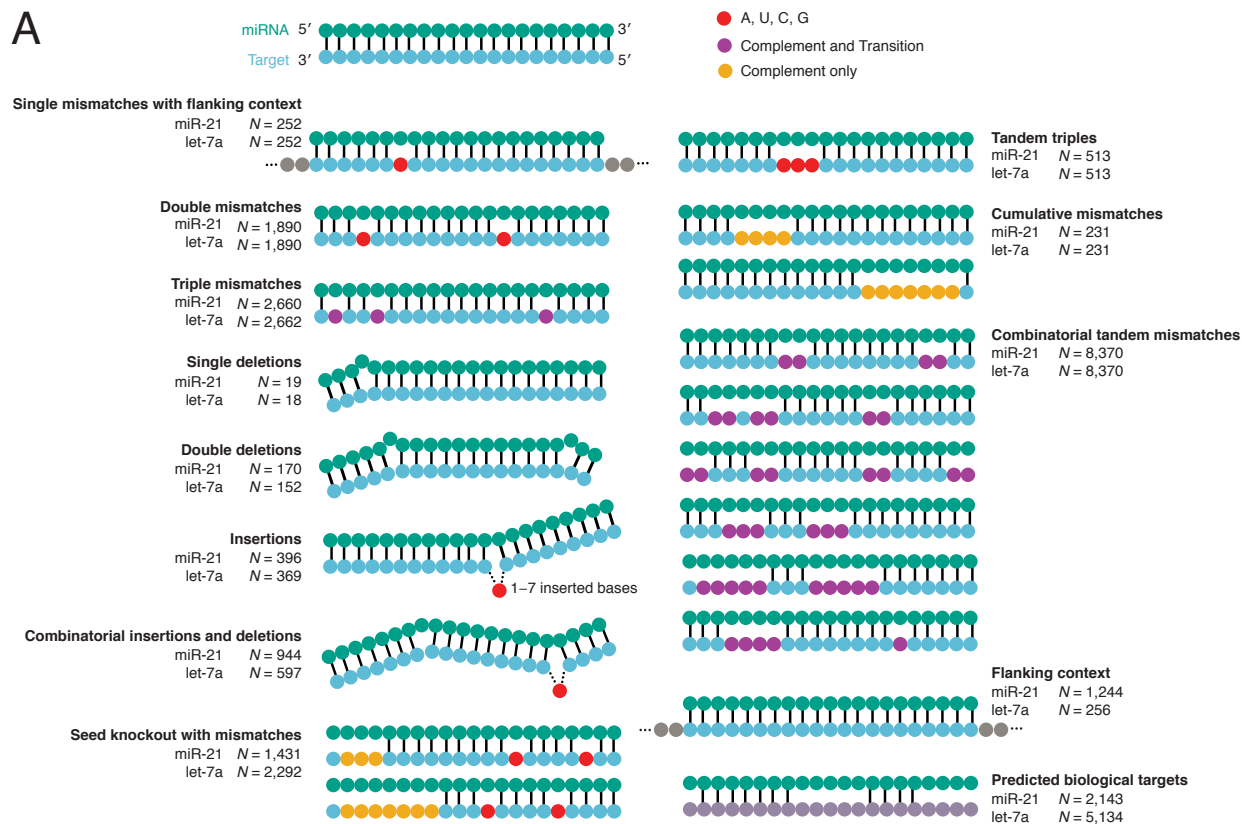 A
miRNA 5′ 3′
Target 3′ 5′
A, U, C, G
Complement and Transition
Complement only
Single mismatches with flanking context
miR-21 N = 252
let-7a N = 252
... ...
Double mismatches
miR-21 N = 1,890
let-7a N = 1,890
Triple mismatches
miR-21 N = 2,660
let-7a N = 2,662
Single deletions
miR-21 N = 19
let-7a N = 18
Double deletions
miR-21 N = 170
let-7a N = 152
Insertions
miR-21 N = 396
let-7a N = 369
1–7 inserted bases
Combinatorial insertions and deletions
miR-21 N = 944
let-7a N = 597
Seed knockout with mismatches
miR-21 N = 1,431
let-7a N = 2,292
Tandem triples
miR-21 N = 513
let-7a N = 513
Cumulative mismatches
miR-21 N = 231
let-7a N = 231
Combinatorial tandem mismatches
miR-21 N = 8,370
let-7a N = 8,370
Flanking context
miR-21 N = 1,244
let-7a N = 256
... ...
Predicted biological targets
miR-21 N = 2,143
let-7a N = 5,134